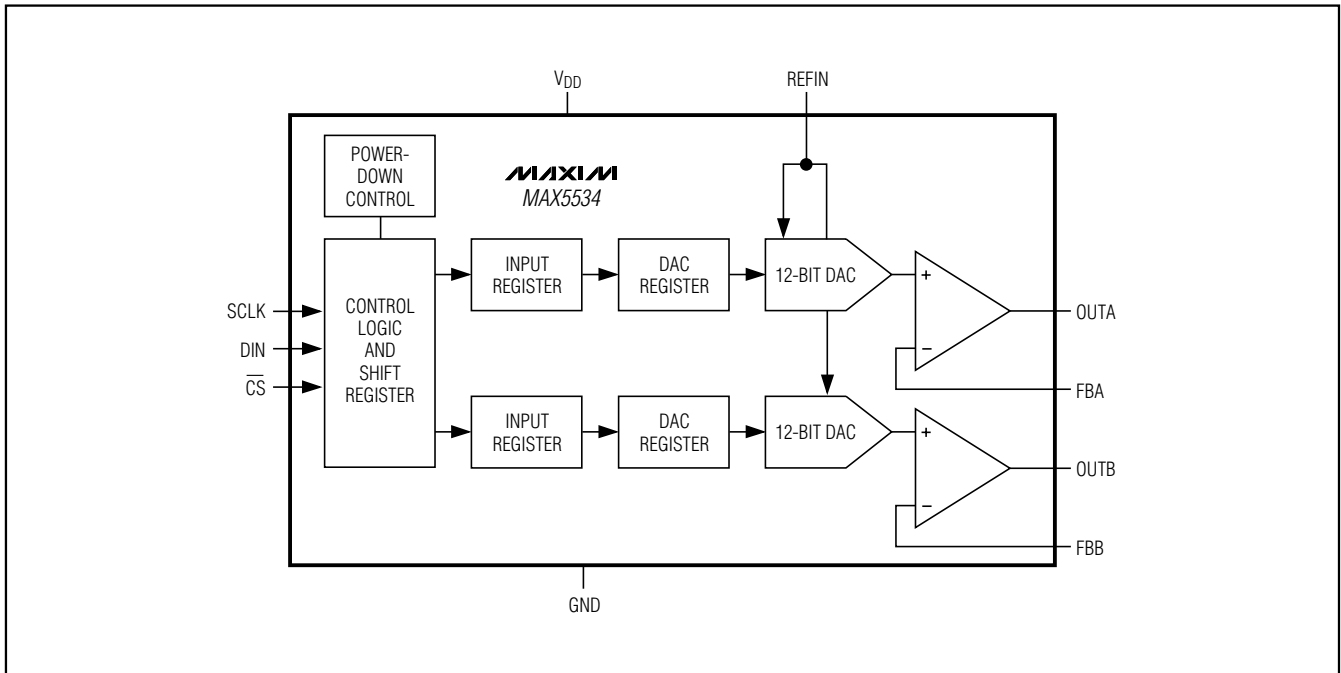 V_DD
REFIN
POWER-
DOWN
CONTROL
MAXIM
MAX5534
INPUT
REGISTER
DAC
REGISTER
12-BIT DAC
+
−
OUTA
FBA
SCLK
DIN
C̅S̅
CONTROL
LOGIC
AND
SHIFT
REGISTER
INPUT
REGISTER
DAC
REGISTER
12-BIT DAC
+
−
OUTB
FBB
GND